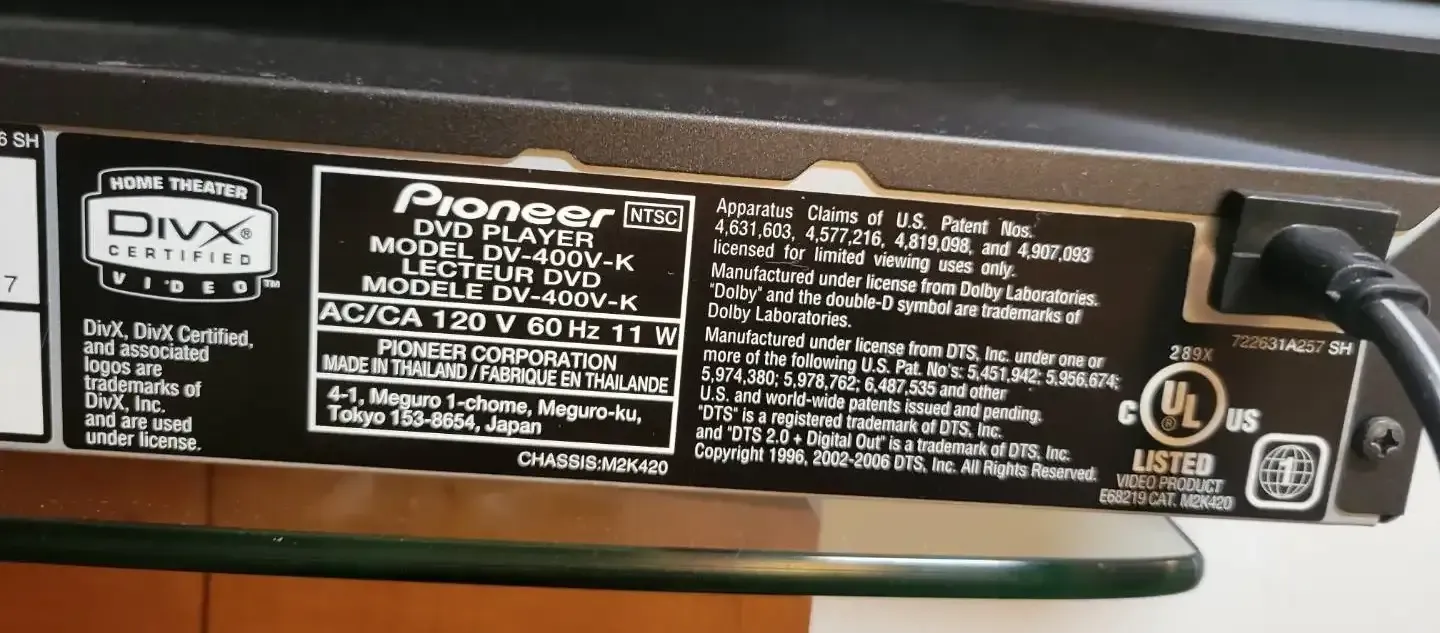 6 SH
7
HOME THEATER
DIVX®
CERTIFIED
VIDEO™
DivX, DivX Certified,
and associated
logos are
trademarks of
DivX, Inc.
and are used
under license.
Pioneer NTSC
DVD PLAYER
MODEL DV-400V-K
LECTEUR DVD
MODELE DV-400V-K
AC/CA 120 V 60 Hz 11 W
PIONEER CORPORATION
MADE IN THAILAND / FABRIQUE EN THAILANDE
4-1, Meguro 1-chome, Meguro-ku,
Tokyo 153-8654, Japan
CHASSIS:M2K420
Apparatus Claims of U.S. Patent Nos.
4,631,603, 4,577,216, 4,819,098, and 4,907,093
licensed for limited viewing uses only.
Manufactured under license from Dolby Laboratories.
"Dolby" and the double-D symbol are trademarks of
Dolby Laboratories.
Manufactured under license from DTS, Inc. under one or
more of the following U.S. Pat. No's: 5,451,942; 5,956,674;
5,974,380; 5,978,762; 6,487,535 and other
U.S. and world-wide patents issued and pending.
"DTS" is a registered trademark of DTS, Inc.
and "DTS 2.0 + Digital Out" is a trademark of DTS, Inc.
Copyright 1996, 2002-2006 DTS, Inc. All Rights Reserved.
722631A257 SH
289X
C UL® US
LISTED
VIDEO PRODUCT
E68219 CAT. M2K420
1